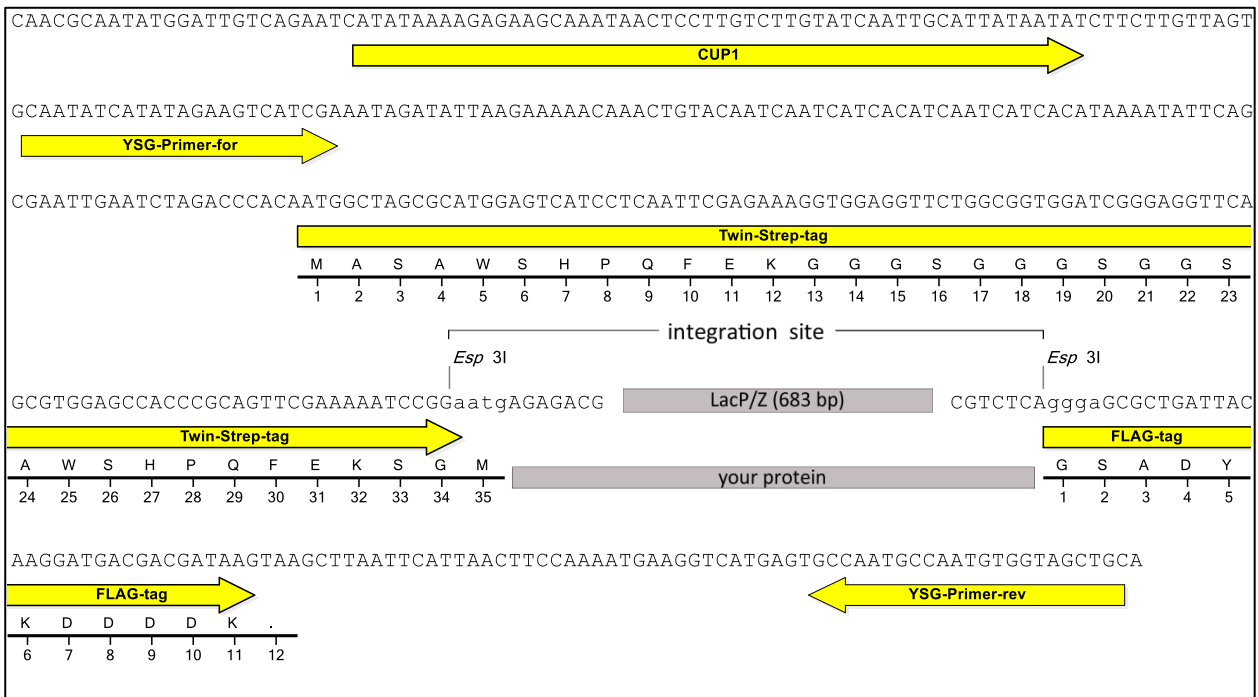 CAACGCAATATGGATTGTCAGAATCATATAAAAGAGAAGCAAATAACTCCTTGTCTTGTATCAATTGCATTATAATATCTTCTTGTTAGT
CUP1
GCAATATCATATAGAAGTCATCGAAATAGATATTAAGAAAAACAAACTGTACAATCAATCATCACATCAATCATCACATAAAATATTCAG
YSG-Primer-for
CGAATTGAATCTAGACCCACAATGGCTAGCGCATGGAGTCATCCTCAATTCGAGAAAGGTGGAGGTTCTGGCGGTGGATCGGGAGGTTCA
Twin-Strep-tag
M A S A W S H P Q F E K G G G S G G G S G G S
1 2 3 4 5 6 7 8 9 10 11 12 13 14 15 16 17 18 19 20 21 22 23
integration site
Esp 3I Esp 3I
GCGTGGAGCCACCCGCAGTTCGAAAAATCCGGaatgAGAGACG LacP/Z (683 bp) CGTCTCAgggaGCGCTGATTAC
Twin-Strep-tag FLAG-tag
A W S H P Q F E K S G M your protein G S A D Y
24 25 26 27 28 29 30 31 32 33 34 35 1 2 3 4 5
AAGGATGACGACGATAAGTAAGCTTAATTCATTAACTTCCAAAATGAAGGTCATGAGTGCCAATGCCAATGTGGTAGCTGCA
FLAG-tag YSG-Primer-rev
K D D D D K .
6 7 8 9 10 11 12